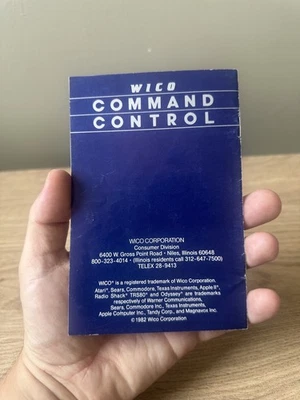 WICO
COMMAND
CONTROL
WICO CORPORATION
Consumer Division
6400 W. Gross Point Road • Niles, Illinois 60648
800-323-4014 • (Illinois residents call 312-647-7500)
TELEX 28-9413
WICO® is a registered trademark of Wico Corporation.
Atari®, Sears, Commodore, Texas Instruments, Apple II®,
Radio Shack® TRS80® and Odyssey® are trademarks
respectively of Warner Communications,
Sears, Commodore Inc., Texas Instruments,
Apple Computer Inc., Tandy Corp., and Magnavox Inc.
© 1982 Wico Corporation